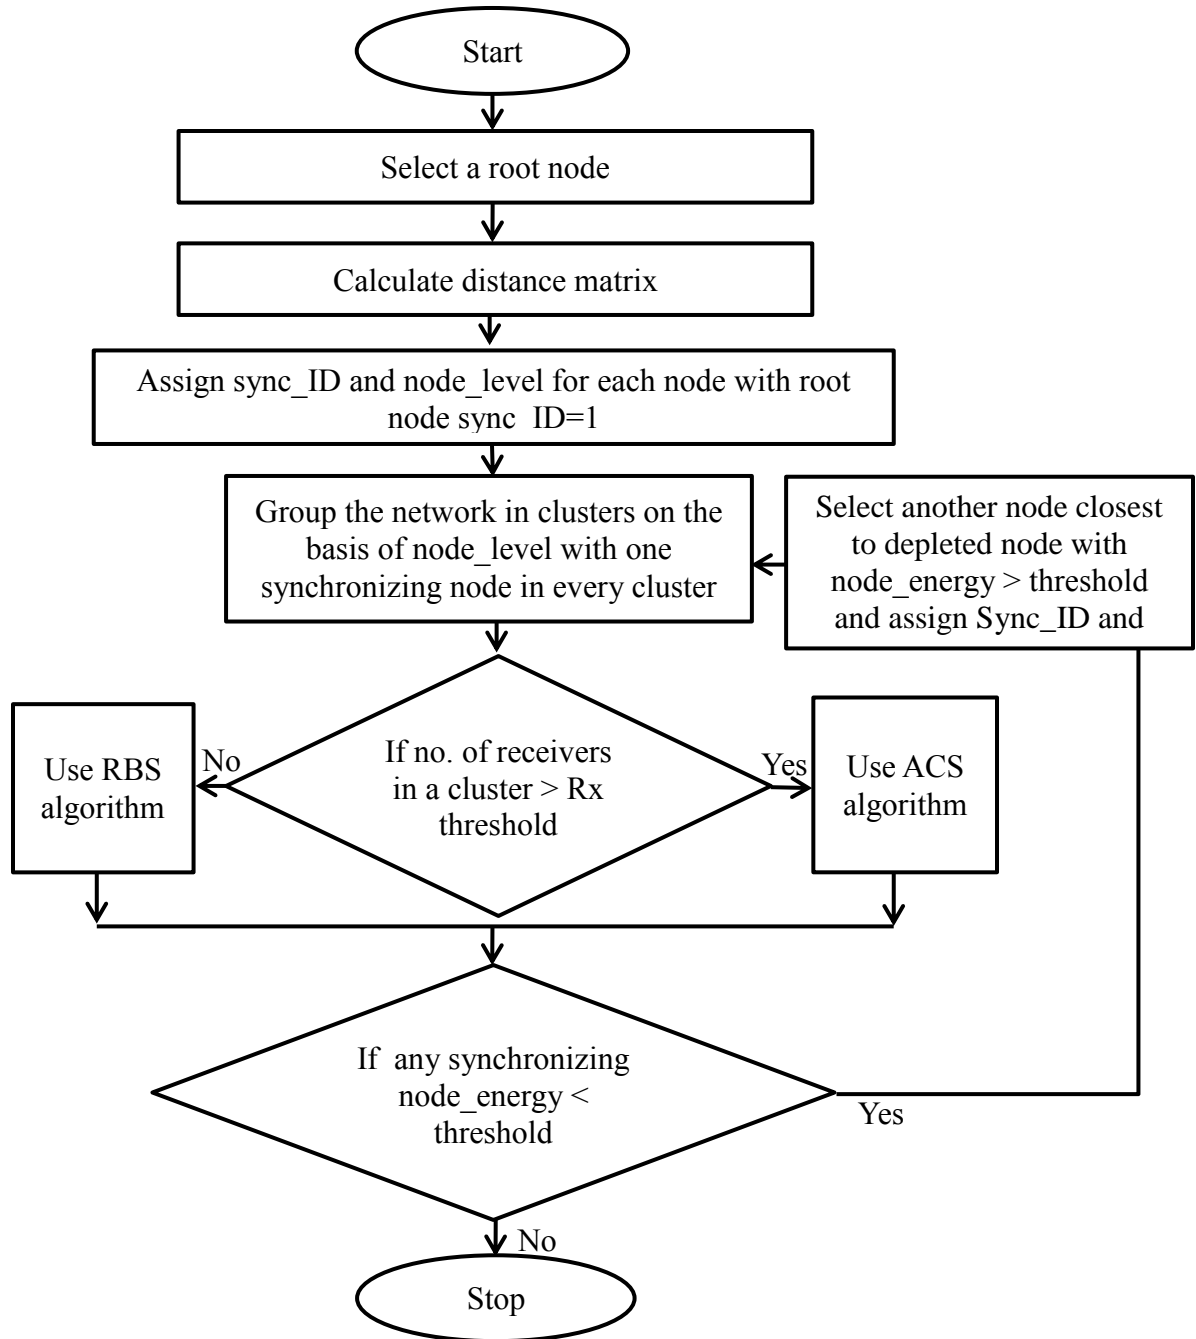 Start
Select a root node
Calculate distance matrix
Assign sync_ID and node_level for each node with root
node sync_ID=1
Group the network in clusters on the
basis of node_level with one
synchronizing node in every cluster
Select another node closest
to depleted node with
node_energy > threshold
and assign Sync_ID and
If no. of receivers
in a cluster > Rx
threshold
No
Yes
Use RBS
algorithm
Use ACS
algorithm
If any synchronizing
node_energy <
threshold
Yes
No
Stop